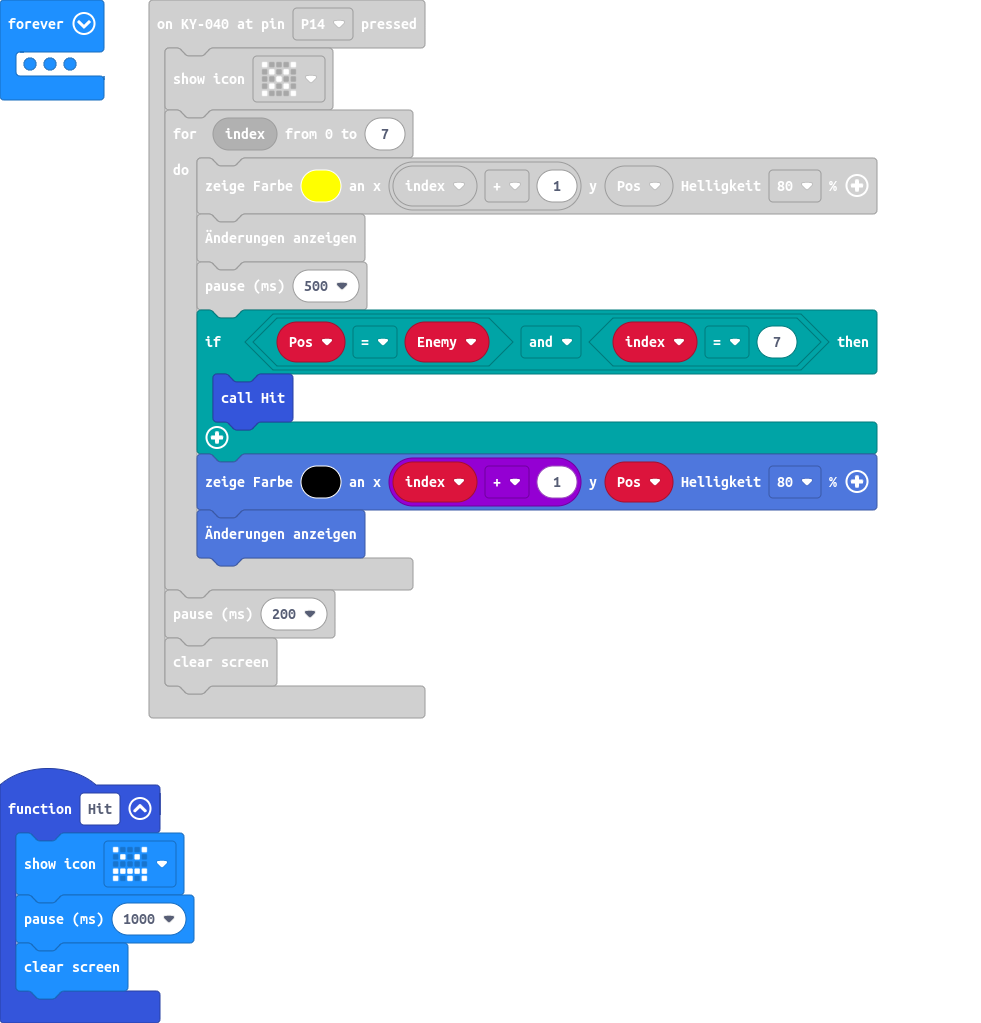 forever
on KY-040 at pin P14 pressed
show icon
for index from 0 to 7
do
zeige Farbe an x index + 1 y Pos Helligkeit 80 %
Änderungen anzeigen
pause (ms) 500
if Pos = Enemy and index = 7 then
call Hit
zeige Farbe an x index + 1 y Pos Helligkeit 80 %
Änderungen anzeigen
pause (ms) 200
clear screen
function Hit
show icon
pause (ms) 1000
clear screen